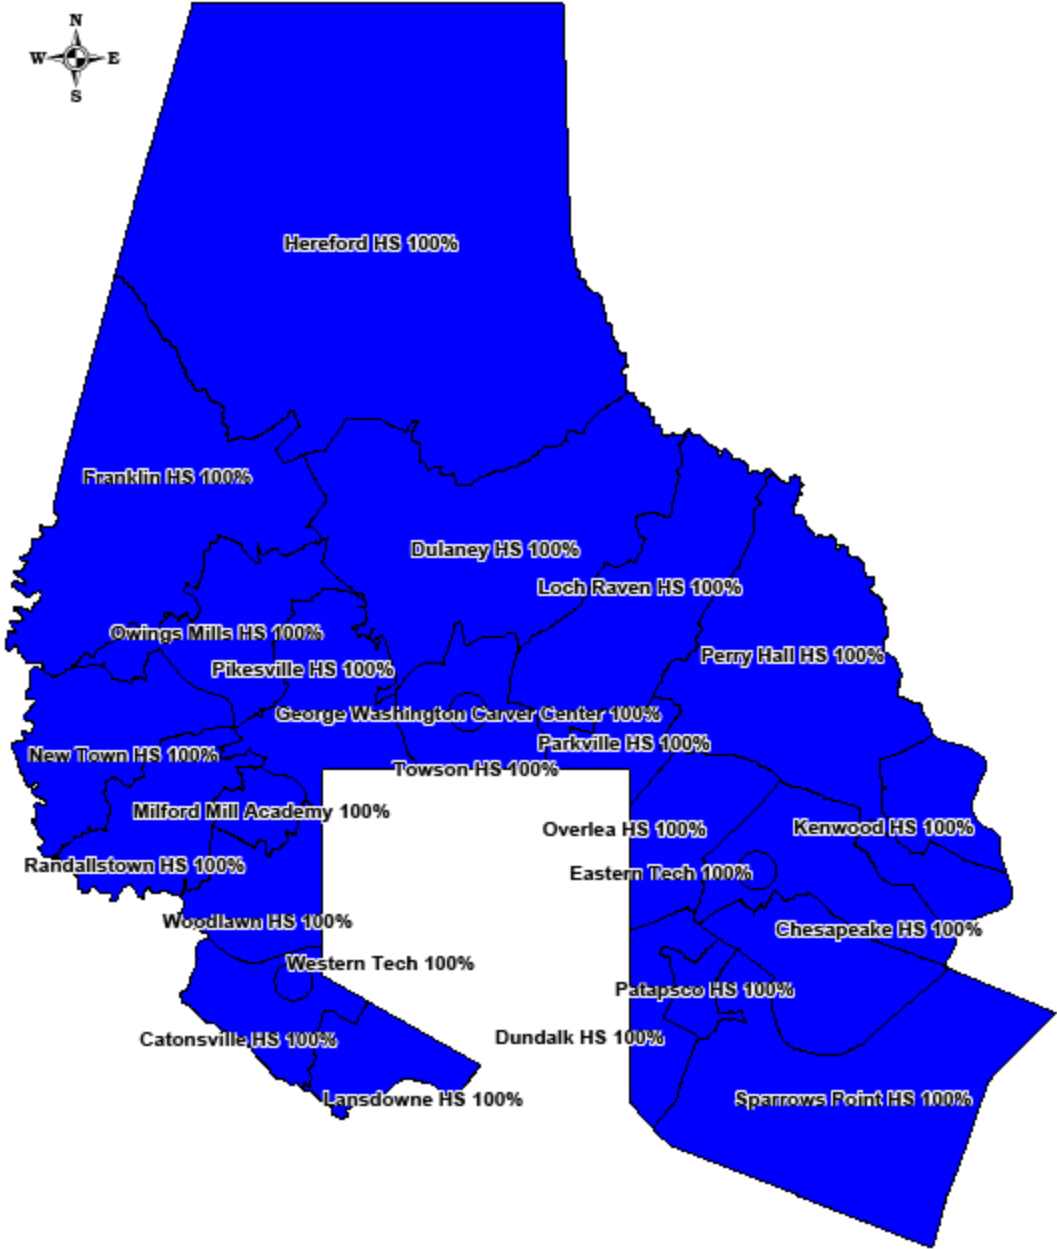 N
W E
S
Hereford HS 100%
Franklin HS 100%
Dulaney HS 100%
Loch Raven HS 100%
Owings Mills HS 100%
Perry Hall HS 100%
Pikesville HS 100%
George Washington Carver Center 100%
Parkville HS 100%
New Town HS 100%
Towson HS 100%
Milford Mill Academy 100%
Overlea HS 100%
Kenwood HS 100%
Randallstown HS 100%
Eastern Tech 100%
Woodlawn HS 100%
Chesapeake HS 100%
Western Tech 100%
Patapsco HS 100%
Catonsville HS 100%
Dundalk HS 100%
Lansdowne HS 100%
Sparrows Point HS 100%